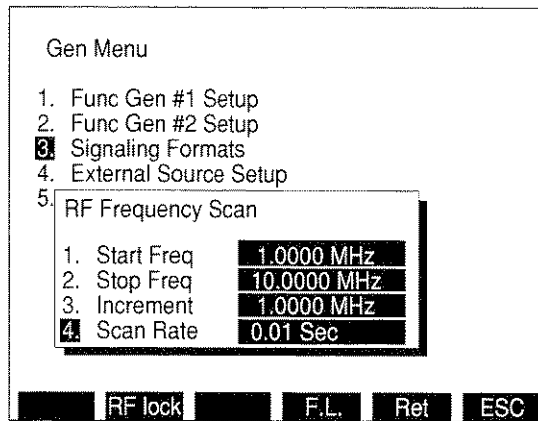 Gen Menu
1. Func Gen #1 Setup
2. Func Gen #2 Setup
3. Signaling Formats
4. External Source Setup
5.
RF Frequency Scan
1. Start Freq 1.0000 MHz
2. Stop Freq 10.0000 MHz
3. Increment 1.0000 MHz
4. Scan Rate 0.01 Sec
RF lock F.L. Ret ESC